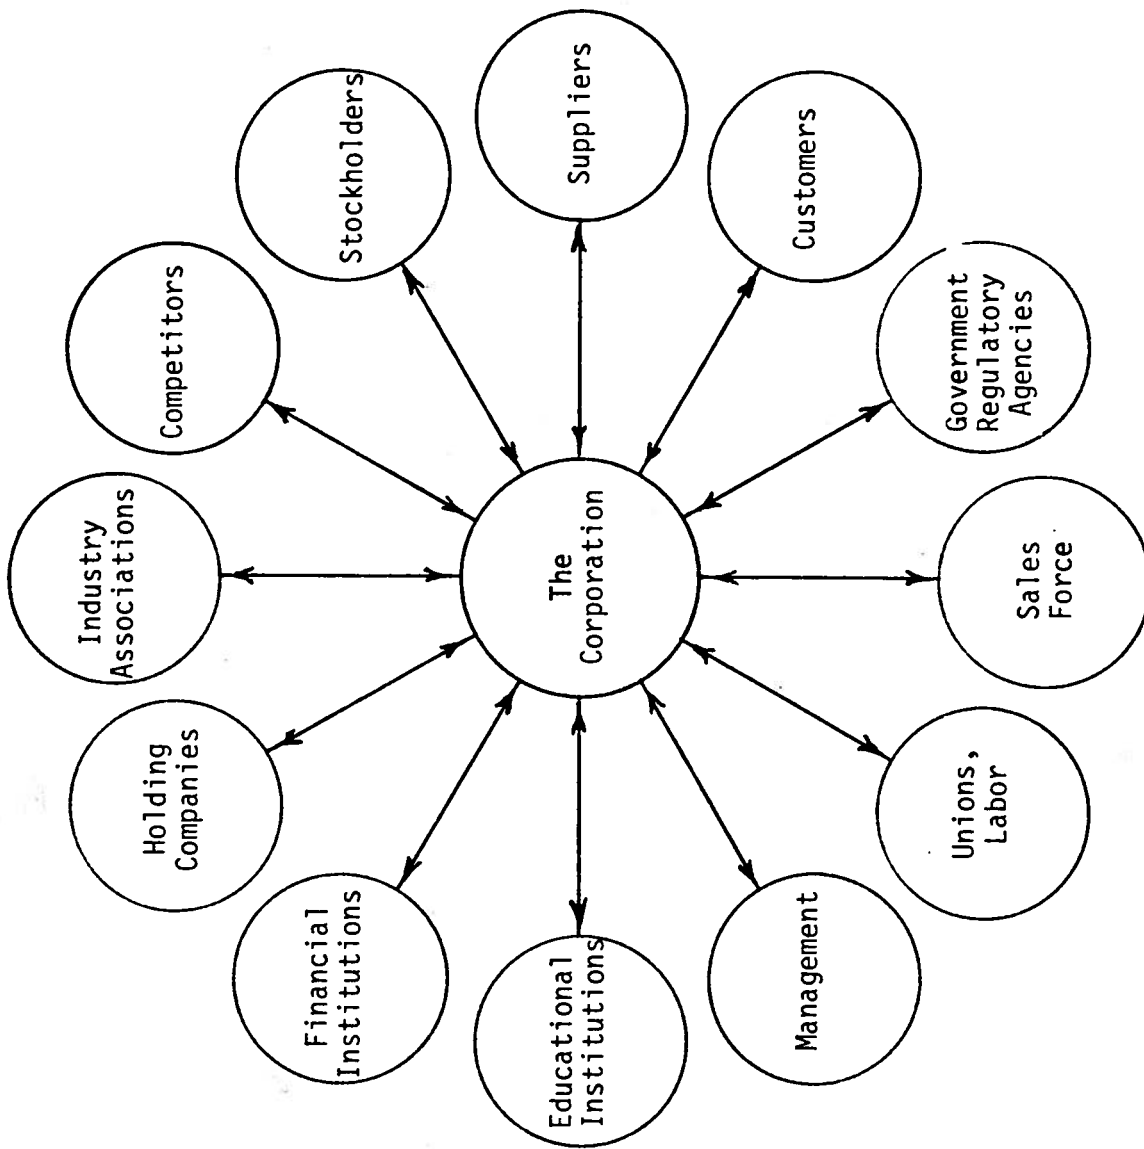 Industry
Associations
Holding
Companies
Competitors
Financial
Institutions
Stockholders
Educational
Institutions
The
Corporation
Suppliers
Management
Customers
Unions,
Labor
Government
Regulatory
Agencies
Sales
Force